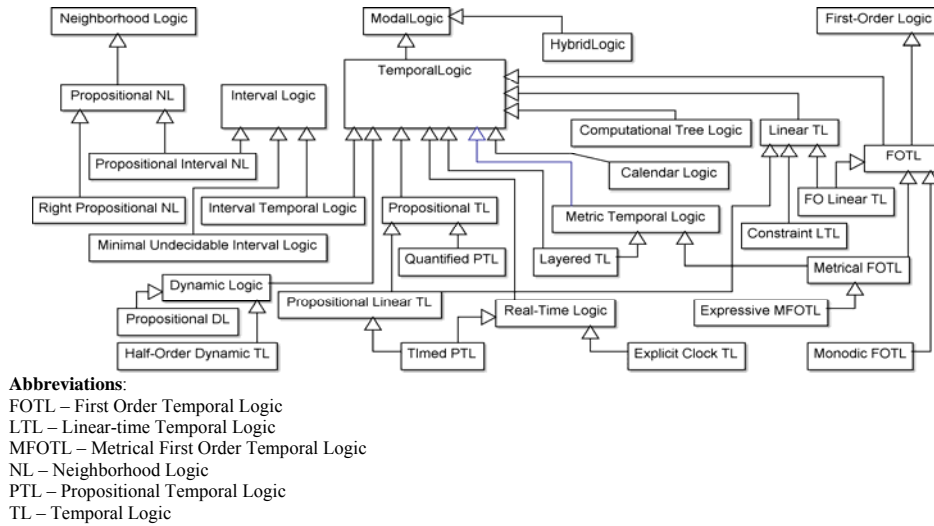 Neighborhood Logic
ModalLogic
First-Order Logic
HybridLogic
TemporalLogic
Propositional NL
Interval Logic
Computational Tree Logic
Linear TL
Propositional Interval NL
Calendar Logic
FOTL
Right Propositional NL
Interval Temporal Logic
Propositional TL
Metric Temporal Logic
FO Linear TL
Minimal Undecidable Interval Logic
Quantified PTL
Layered TL
Constraint LTL
Metrical FOTL
Dynamic Logic
Propositional Linear TL
Real-Time Logic
Expressive MFOTL
Propositional DL
Half-Order Dynamic TL
TImed PTL
Explicit Clock TL
Monodic FOTL
Abbreviations:
FOTL – First Order Temporal Logic
LTL – Linear-time Temporal Logic
MFOTL – Metrical First Order Temporal Logic
NL – Neighborhood Logic
PTL – Propositional Temporal Logic
TL – Temporal Logic